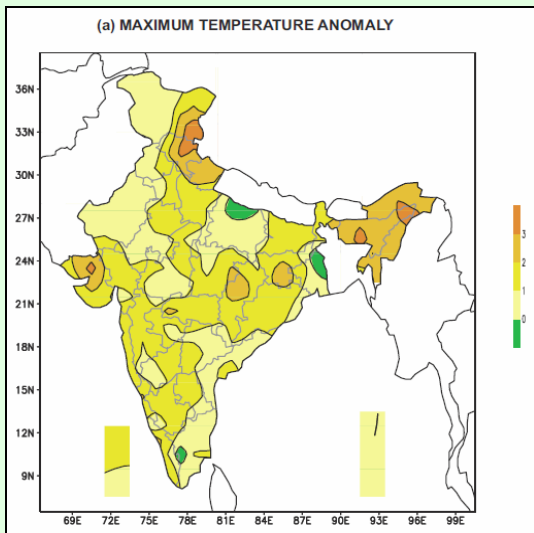 (a) MAXIMUM TEMPERATURE ANOMALY
36N
33N
30N
27N
24N
21N
18N
15N
12N
9N
3
2
1
0
69E 72E 75E 78E 81E 84E 87E 90E 93E 96E 99E